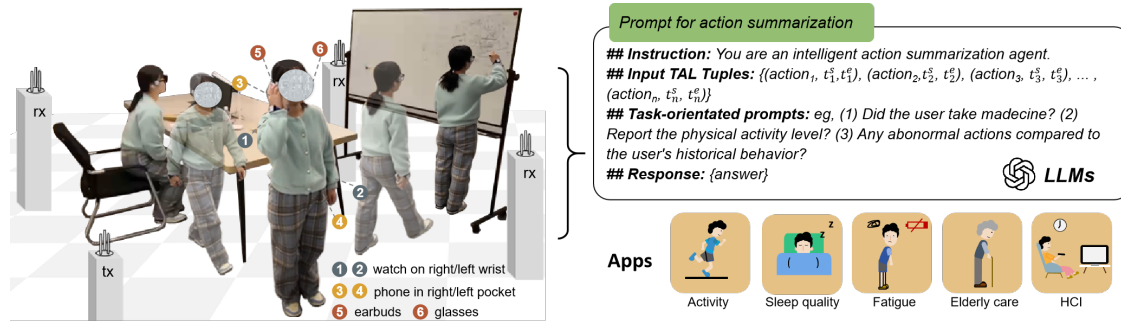 rx
rx
rx
tx
5
6
3
1
2
4
1 2 watch on right/left wrist
3 4 phone in right/left pocket
5 earbuds 6 glasses
Prompt for action summarization
## Instruction: You are an intelligent action summarization agent.
## Input TAL Tuples: {(action₁, t₁ˢ, t₁ᵉ), (action₂, t₂ˢ, t₂ᵉ), (action₃, t₃ˢ, t₃ᵉ), ... ,
(actionₙ, tₙˢ, tₙᵉ)}
## Task-oriented prompts: eg, (1) Did the user take madecine? (2)
Report the physical activity level? (3) Any abonormal actions compared to
the user's historical behavior?
## Response: {answer}
LLMs
Apps
z
z
Activity
Sleep quality
Fatigue
Elderly care
HCI